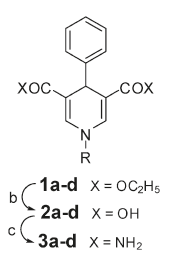 XOC COX
N
R
1a-d X = OC₂H₅
b
2a-d X = OH
c
3a-d X = NH₂